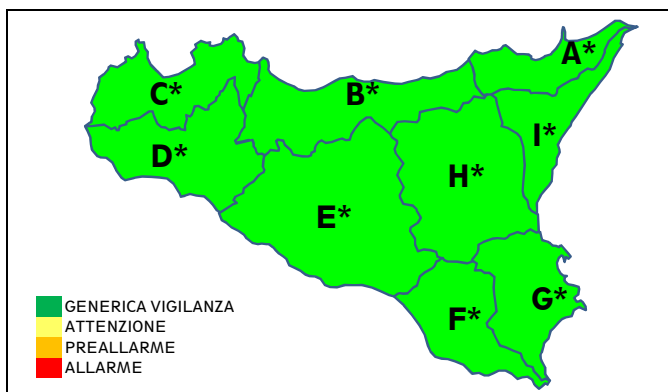 A*
C*
B*
I*
D*
H*
E*
G*
F*
GENERICA VIGILANZA
ATTENZIONE
PREALLARME
ALLARME